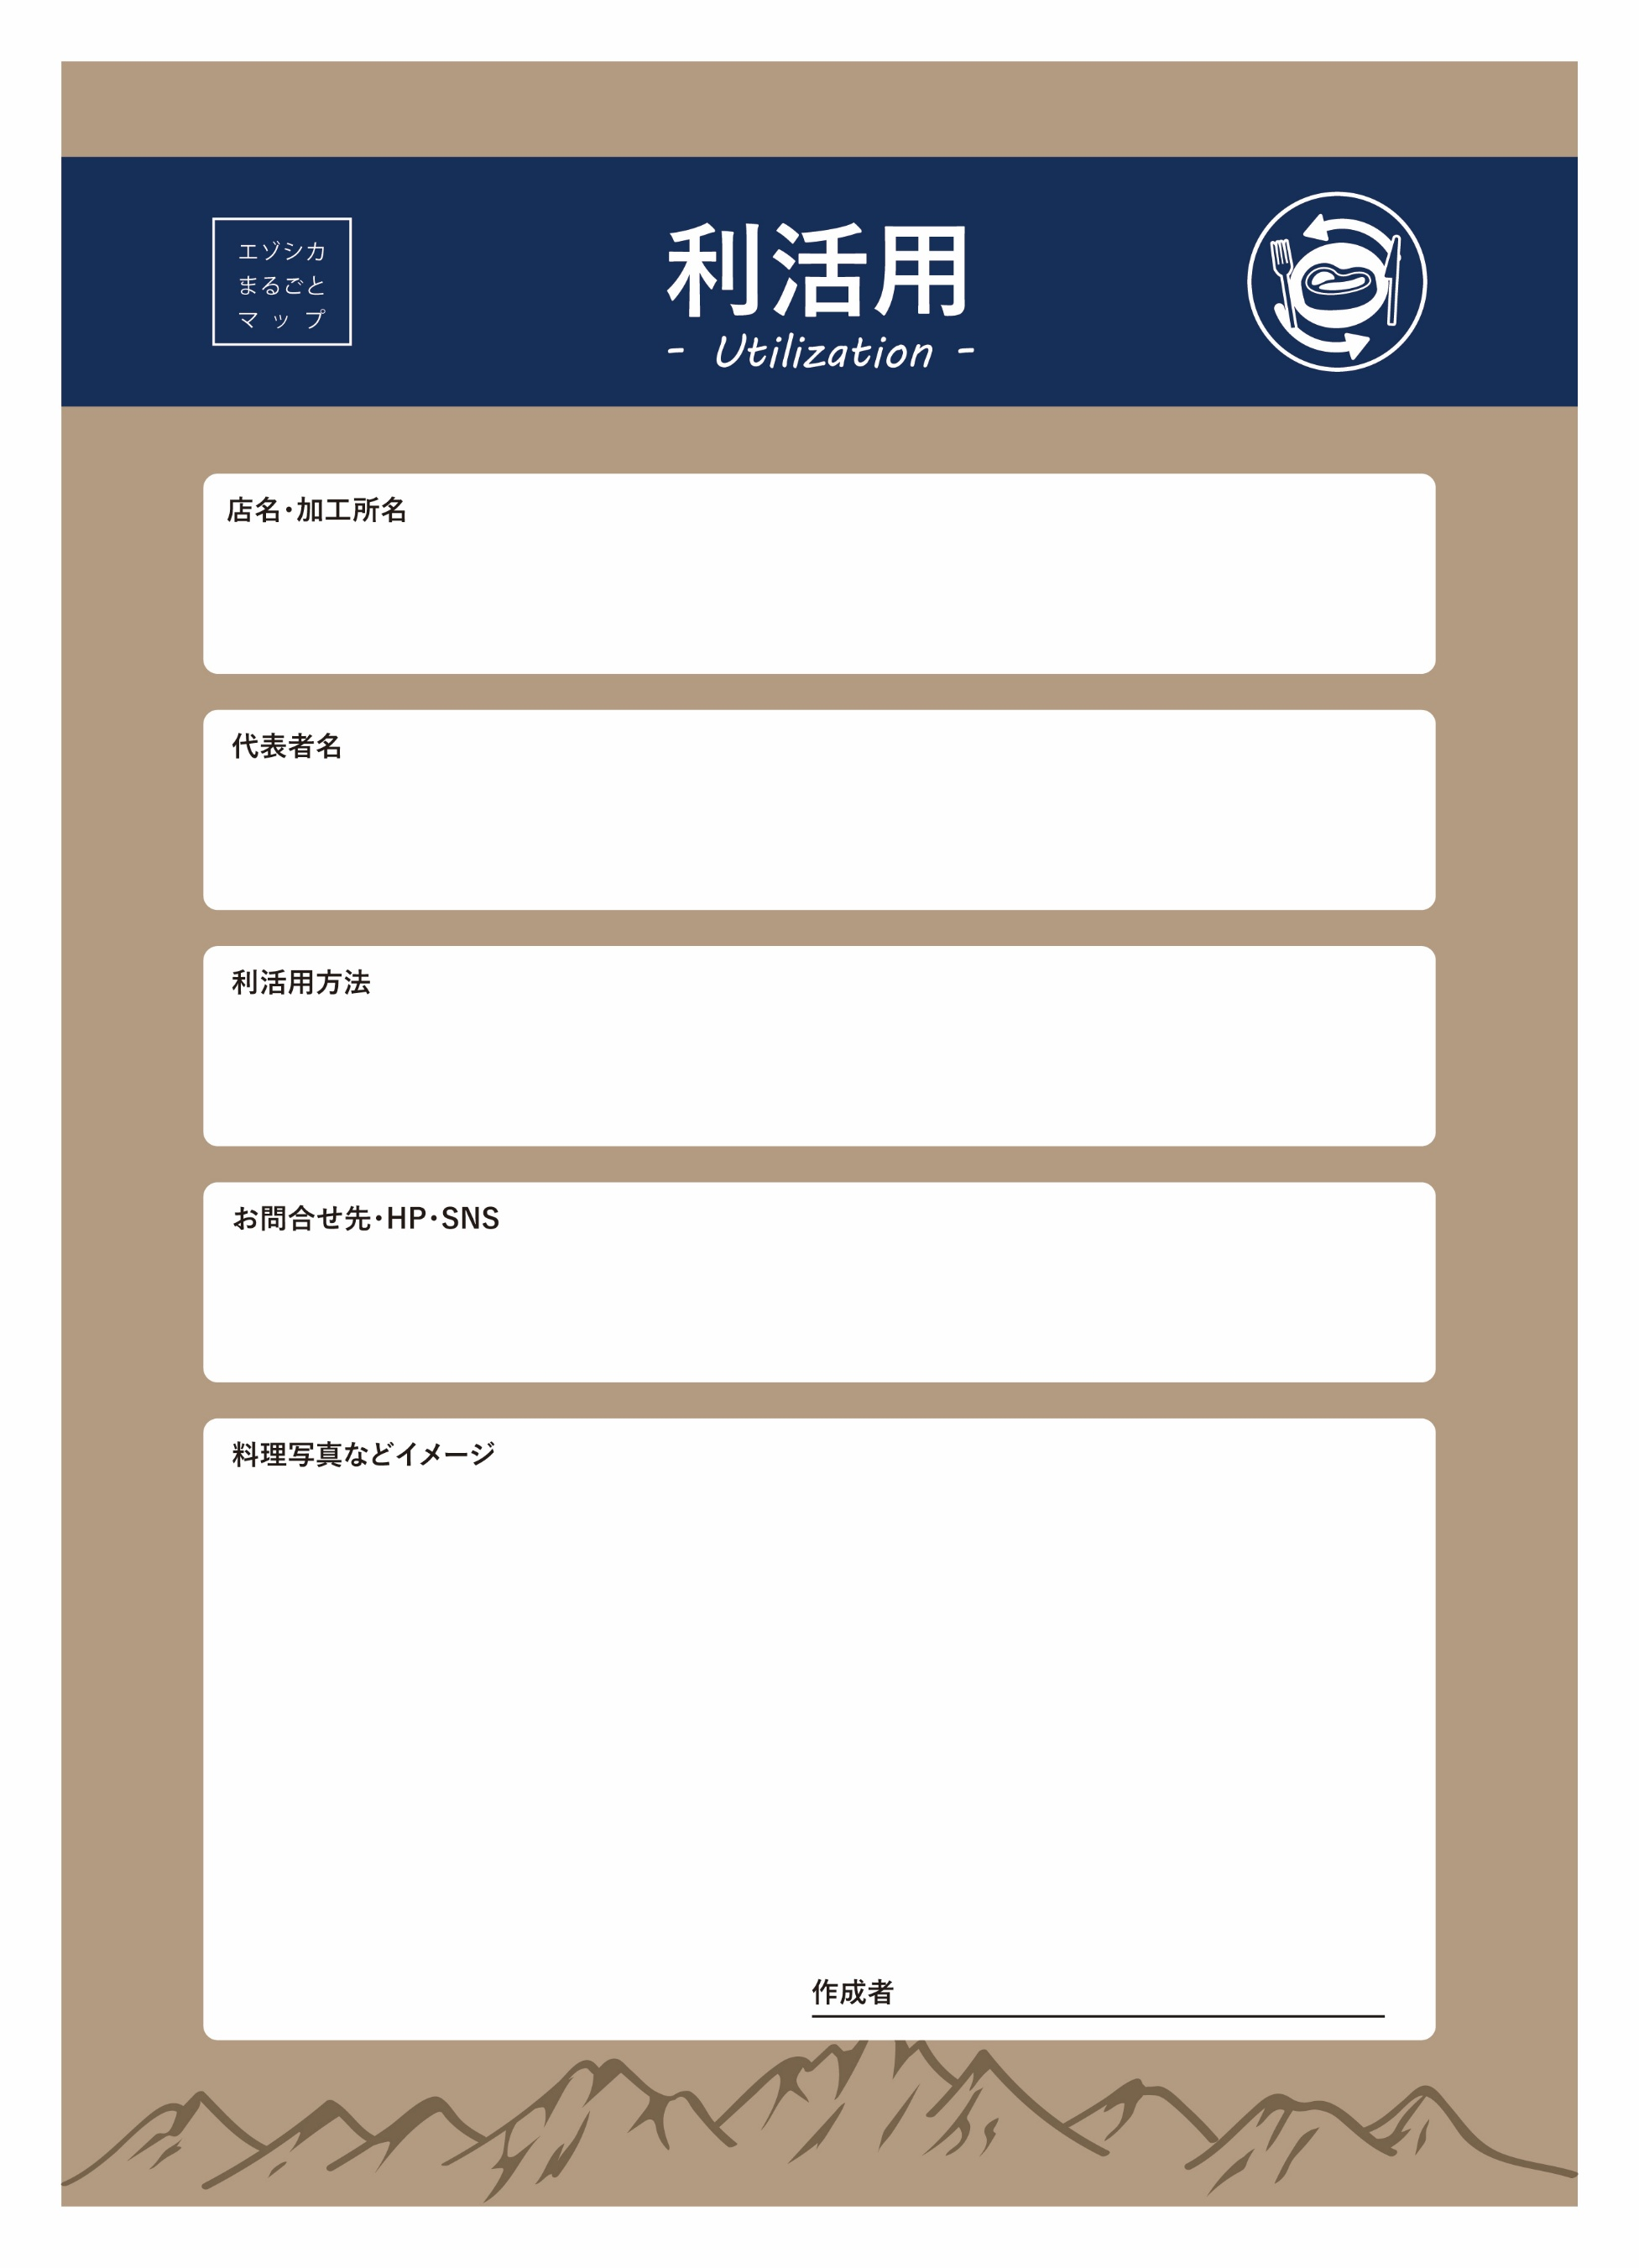 エゾシカ
まるごと
マップ
利活用
- Utilization -
店名・加工所名
代表者名
利活用方法
お問合せ先・HP・SNS
料理写真などイメージ
作成者